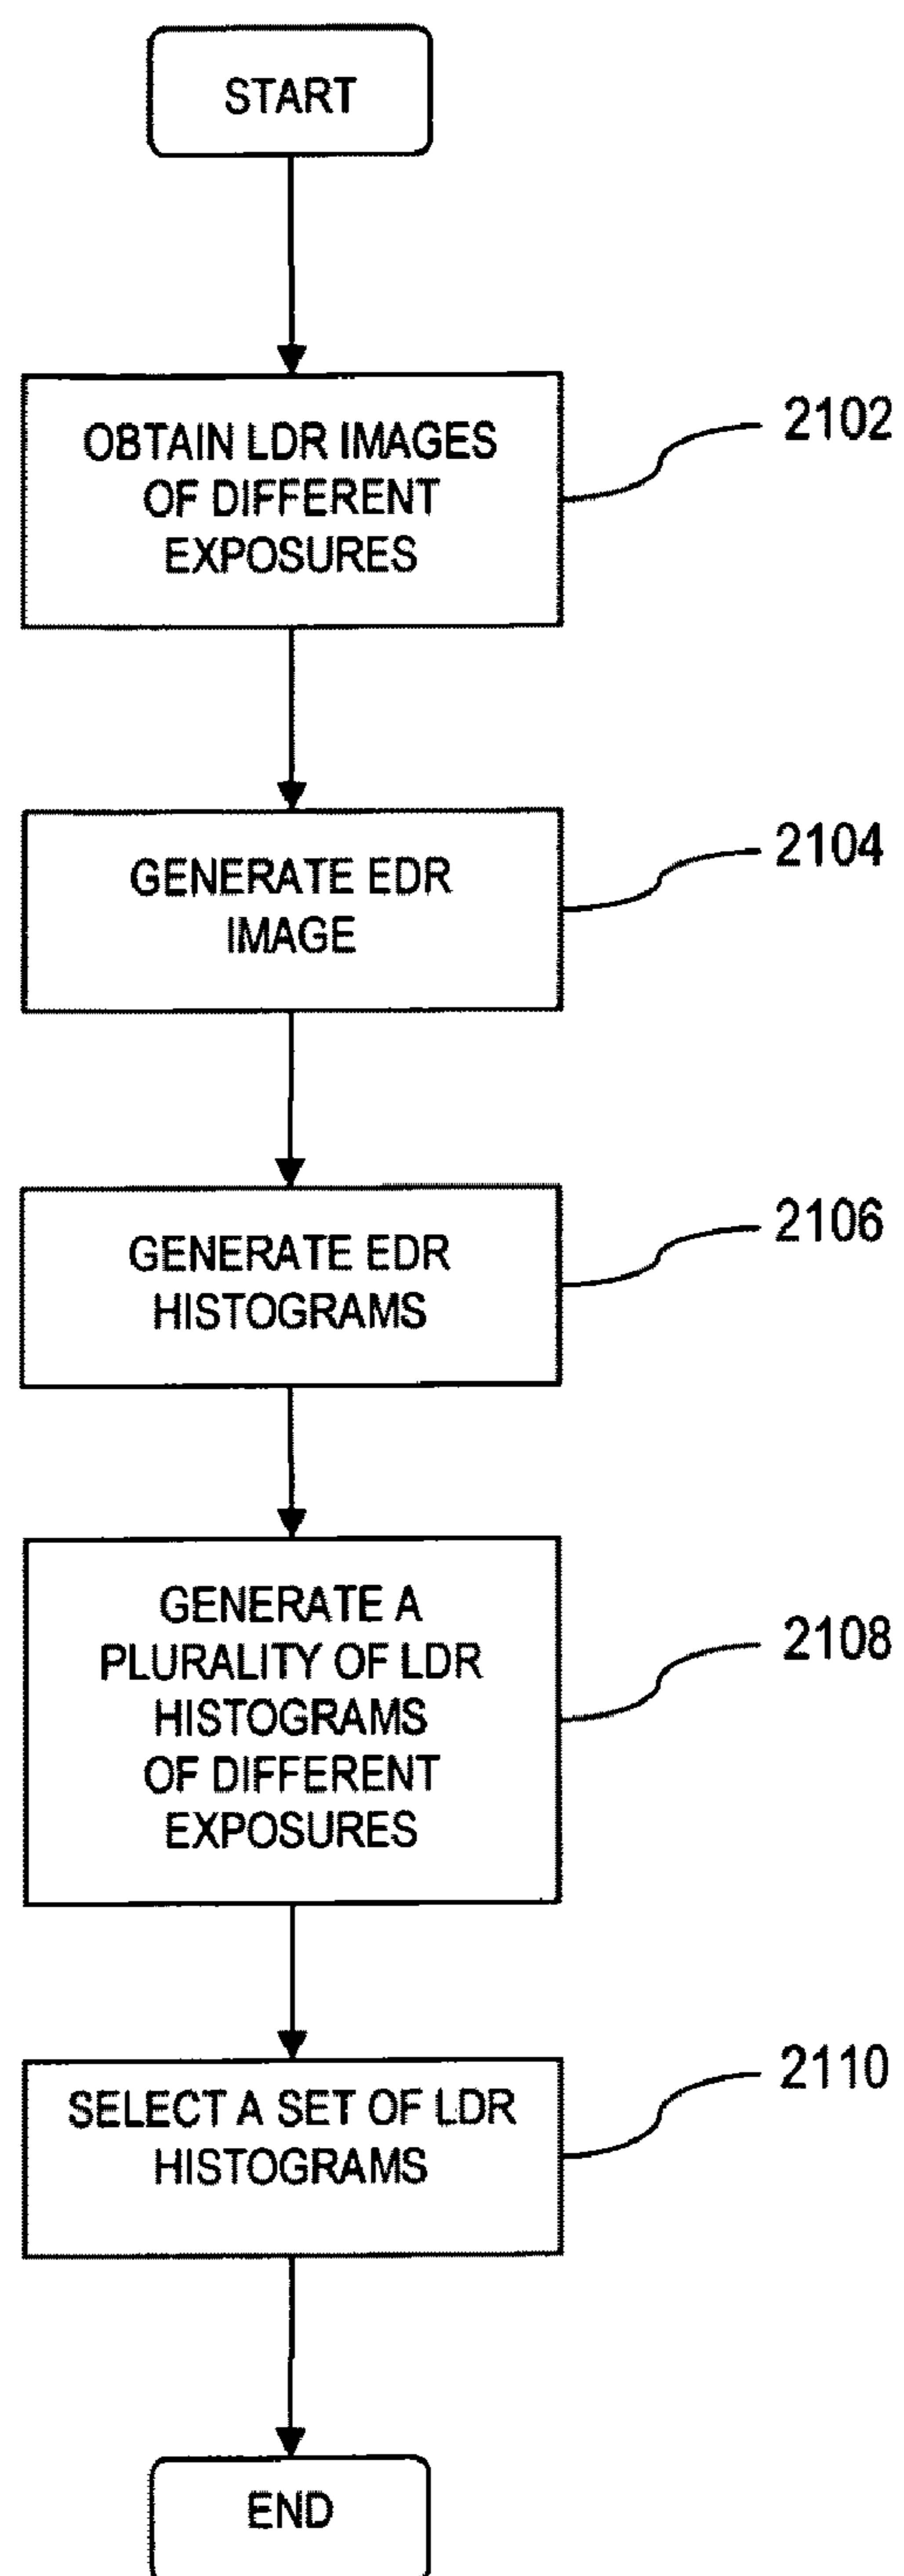 START
OBTAIN LDR IMAGES
OF DIFFERENT
EXPOSURES
2102
GENERATE EDR
IMAGE
2104
GENERATE EDR
HISTOGRAMS
2106
GENERATE A
PLURALITY OF LDR
HISTOGRAMS
OF DIFFERENT
EXPOSURES
2108
SELECT A SET OF LDR
HISTOGRAMS
2110
END